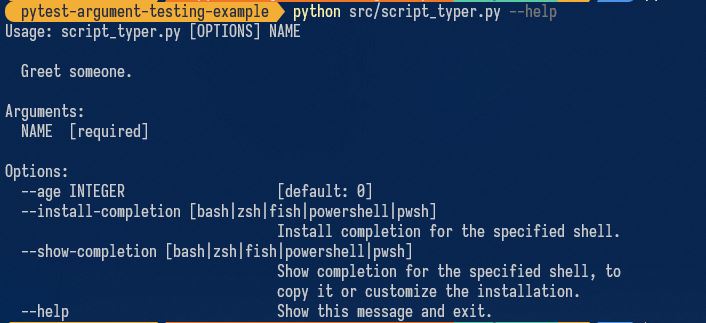 pytest-argument-testing-example python src/script_typer.py --help
Usage: script_typer.py [OPTIONS] NAME
Greet someone.
Arguments:
NAME [required]
Options:
--age INTEGER [default: 0]
--install-completion [bash|zsh|fish|powershell|pwsh]
Install completion for the specified shell.
--show-completion [bash|zsh|fish|powershell|pwsh]
Show completion for the specified shell, to
copy it or customize the installation.
--help Show this message and exit.